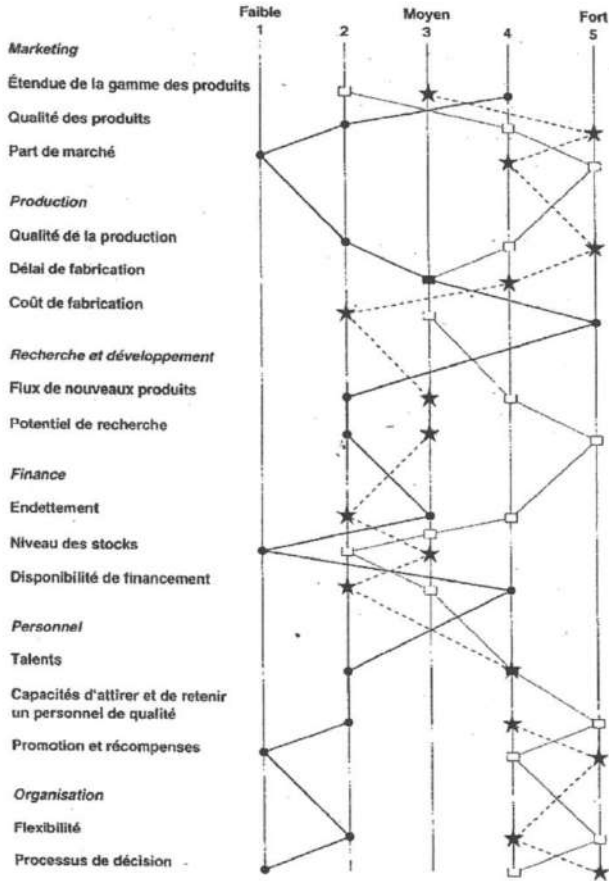 Faible Moyen Fort
1 2 3 4 5
Marketing
Étendue de la gamme des produits
Qualité des produits
Part de marché
Production
Qualité de la production
Délai de fabrication
Coût de fabrication
Recherche et développement
Flux de nouveaux produits
Potentiel de recherche
Finance
Endettement
Niveau des stocks
Disponibilité de financement
Personnel
Talents
Capacités d'attirer et de retenir
un personnel de qualité
Promotion et récompenses
Organisation
Flexibilité
Processus de décision